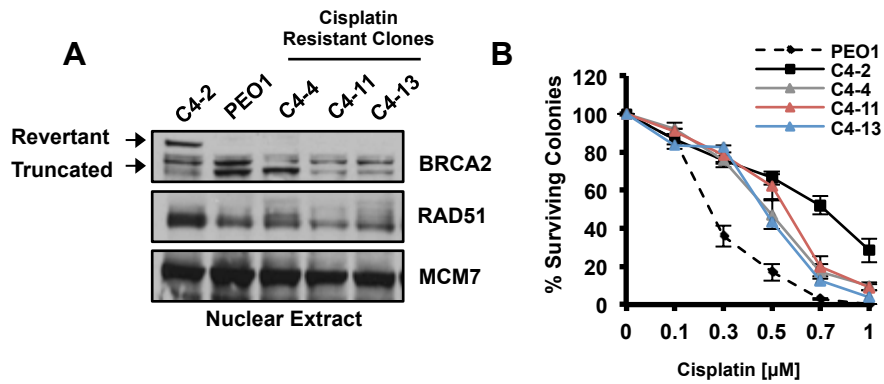 A
Cisplatin
Resistant Clones
C4-2
PEO1
C4-4
C4-11
C4-13
Revertant
Truncated
BRCA2
RAD51
MCM7
Nuclear Extract
B
PEO1
C4-2
C4-4
C4-11
C4-13
% Surviving Colonies
120
100
80
60
40
20
0
0 0.1 0.3 0.5 0.7 1
Cisplatin [µM]